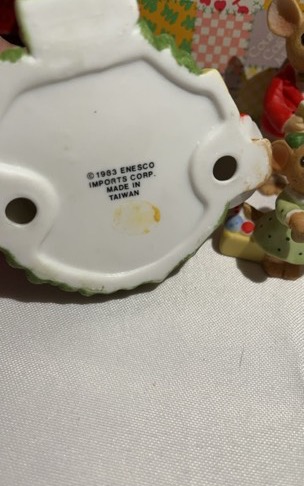 ©1983 ENESCO
IMPORTS CORP.
MADE IN
TAIWAN